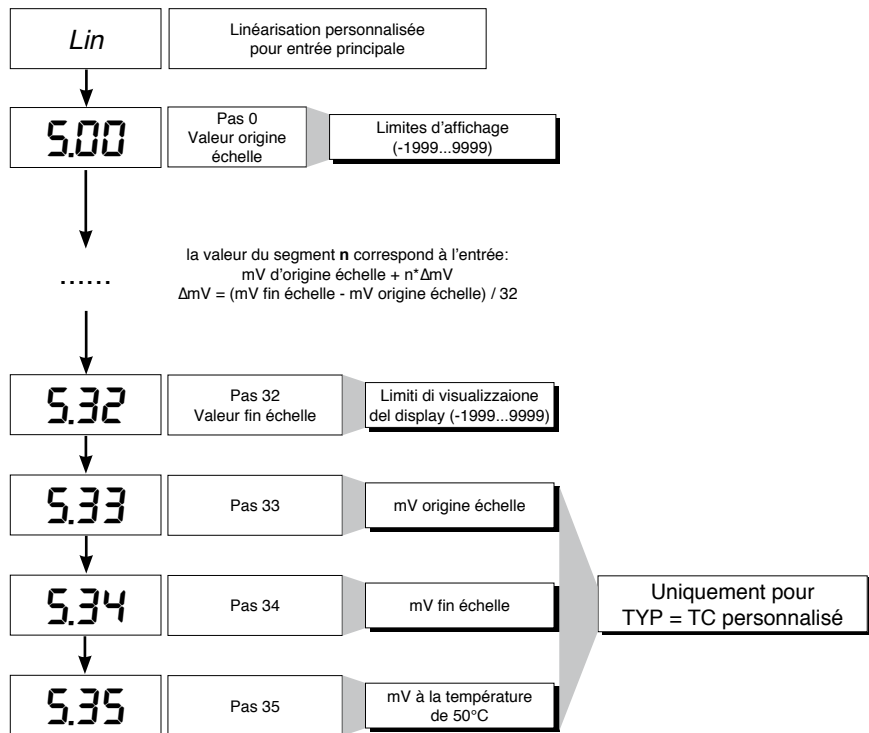 Lin
Linéarisation personnalisée
pour entrée principale
5.00
Pas 0
Valeur origine
échelle
Limites d'affichage
(-1999...9999)
......
la valeur du segment n correspond à l'entrée:
mV d'origine échelle + n*ΔmV
ΔmV = (mV fin échelle - mV origine échelle) / 32
5.32
Pas 32
Valeur fin échelle
Limiti di visualizzaione
del display (-1999...9999)
5.33
Pas 33
mV origine échelle
5.34
Pas 34
mV fin échelle
Uniquement pour
TYP = TC personnalisé
5.35
Pas 35
mV à la température
de 50°C